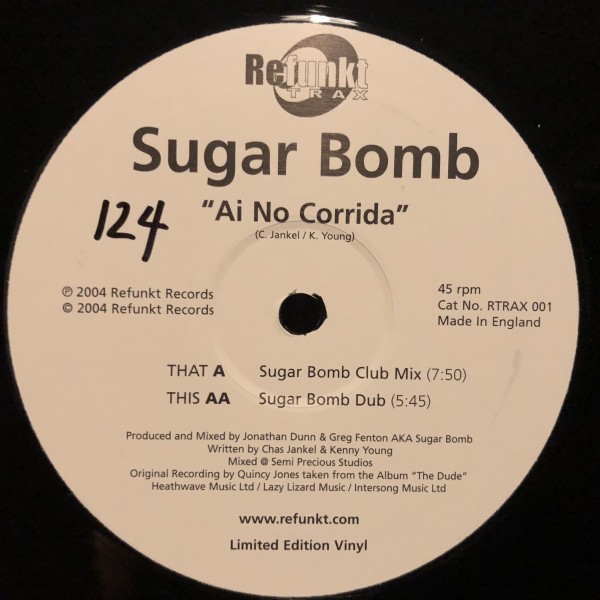 Refunkt
TRAX
Sugar Bomb
124
"Ai No Corrida"
(C. Jankel / K. Young)
℗ 2004 Refunkt Records
© 2004 Refunkt Records
45 rpm
Cat No. RTRAX 001
Made In England
THAT A Sugar Bomb Club Mix (7:50)
THIS AA Sugar Bomb Dub (5:45)
Produced and Mixed by Jonathan Dunn & Greg Fenton AKA Sugar Bomb
Written by Chas Jankel & Kenny Young
Mixed @ Semi Precious Studios
Original Recording by Quincy Jones taken from the Album "The Dude"
Heathwave Music Ltd / Lazy Lizard Music / Intersong Music Ltd
www.refunkt.com
Limited Edition Vinyl